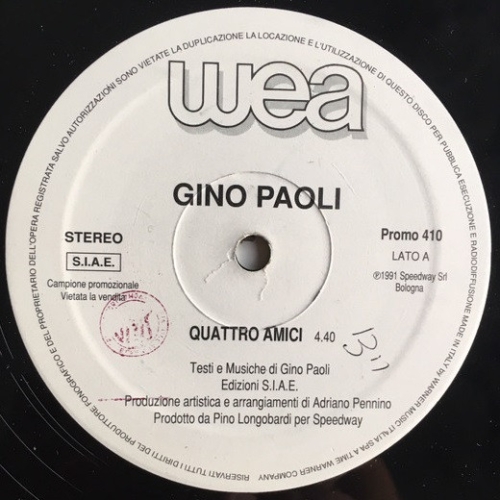 SONO VIETATE LA DUPLICAZIONE LA LOCAZIONE E L'UTILIZZAZIONE DI QUESTO DISCO PER PUBBLICA ESECUZIONE E RADIODIFFUSIONE MADE IN ITALY BY WARNER MUSIC ITALIA SPA A TIME WARNER COMPANY
RISERVATI TUTTI I DIRITTI DEL PRODUTTORE FONOGRAFICO E DEL PROPRIETARIO DELL'OPERA REGISTRATA SALVO AUTORIZZAZIONI
wea
GINO PAOLI
STEREO
Promo 410
S.I.A.E.
LATO A
Campione promozionale
Vietata la vendita
℗1991 Speedway Srl
Bologna
QUATTRO AMICI 4.40
Testi e Musiche di Gino Paoli
Edizioni S.I.A.E.
Produzione artistica e arrangiamenti di Adriano Pennino
Prodotto da Pino Longobardi per Speedway